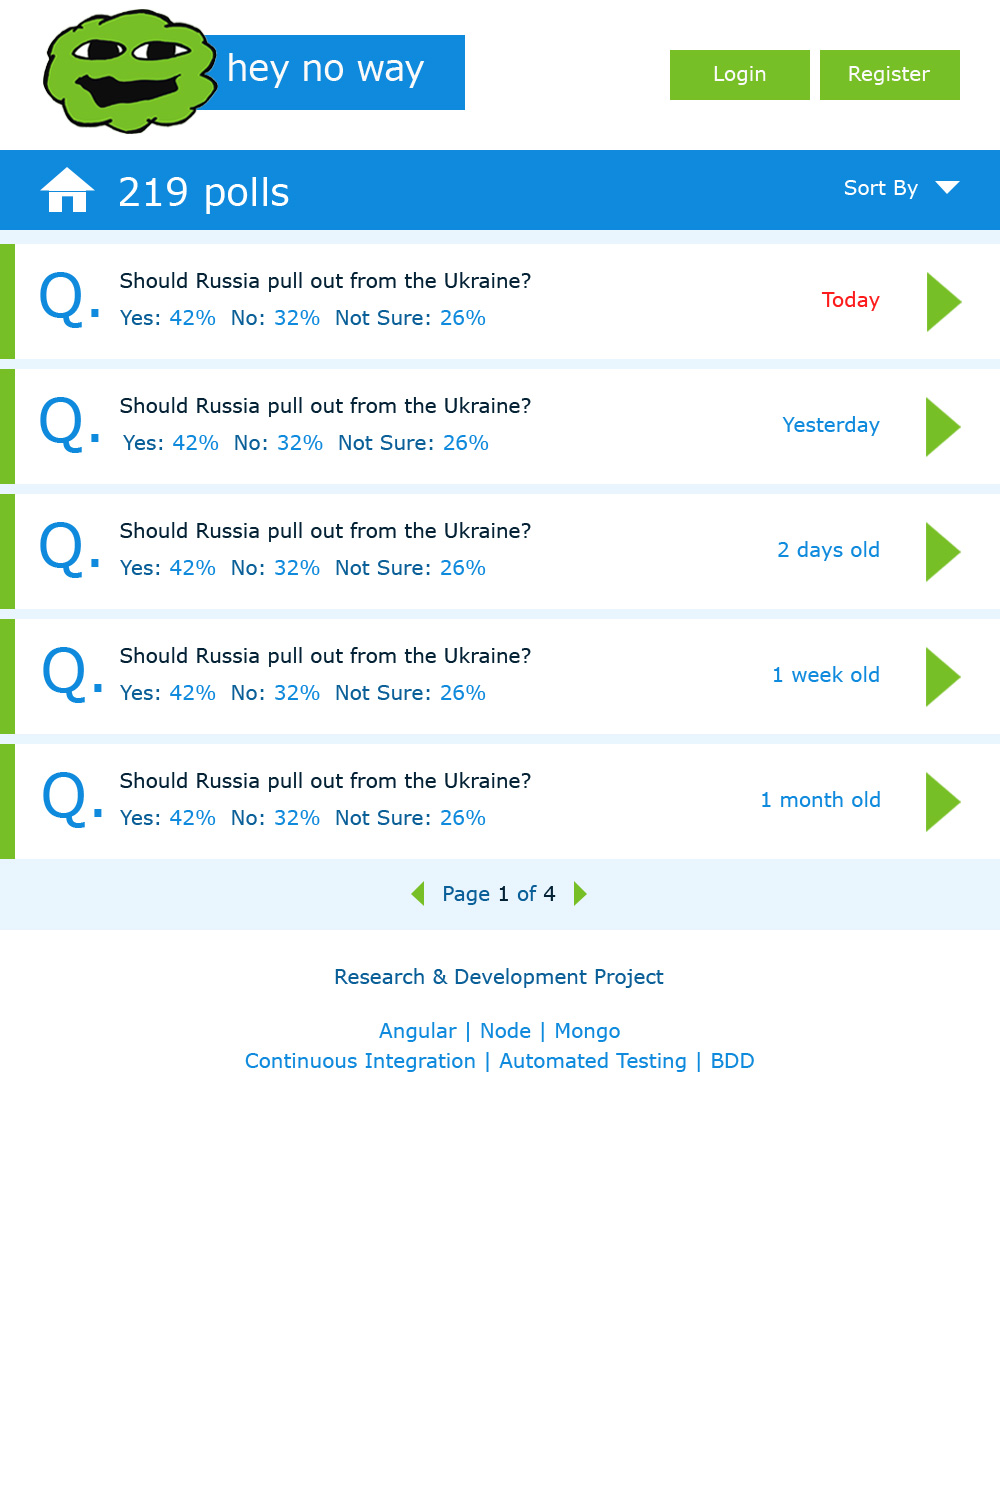 hey no way
Login
Register
219 polls
Sort By
Q. Should Russia pull out from the Ukraine?
Yes: 42% No: 32% Not Sure: 26%
Today
Q. Should Russia pull out from the Ukraine?
Yes: 42% No: 32% Not Sure: 26%
Yesterday
Q. Should Russia pull out from the Ukraine?
Yes: 42% No: 32% Not Sure: 26%
2 days old
Q. Should Russia pull out from the Ukraine?
Yes: 42% No: 32% Not Sure: 26%
1 week old
Q. Should Russia pull out from the Ukraine?
Yes: 42% No: 32% Not Sure: 26%
1 month old
Page 1 of 4
Research & Development Project
Angular | Node | Mongo
Continuous Integration | Automated Testing | BDD